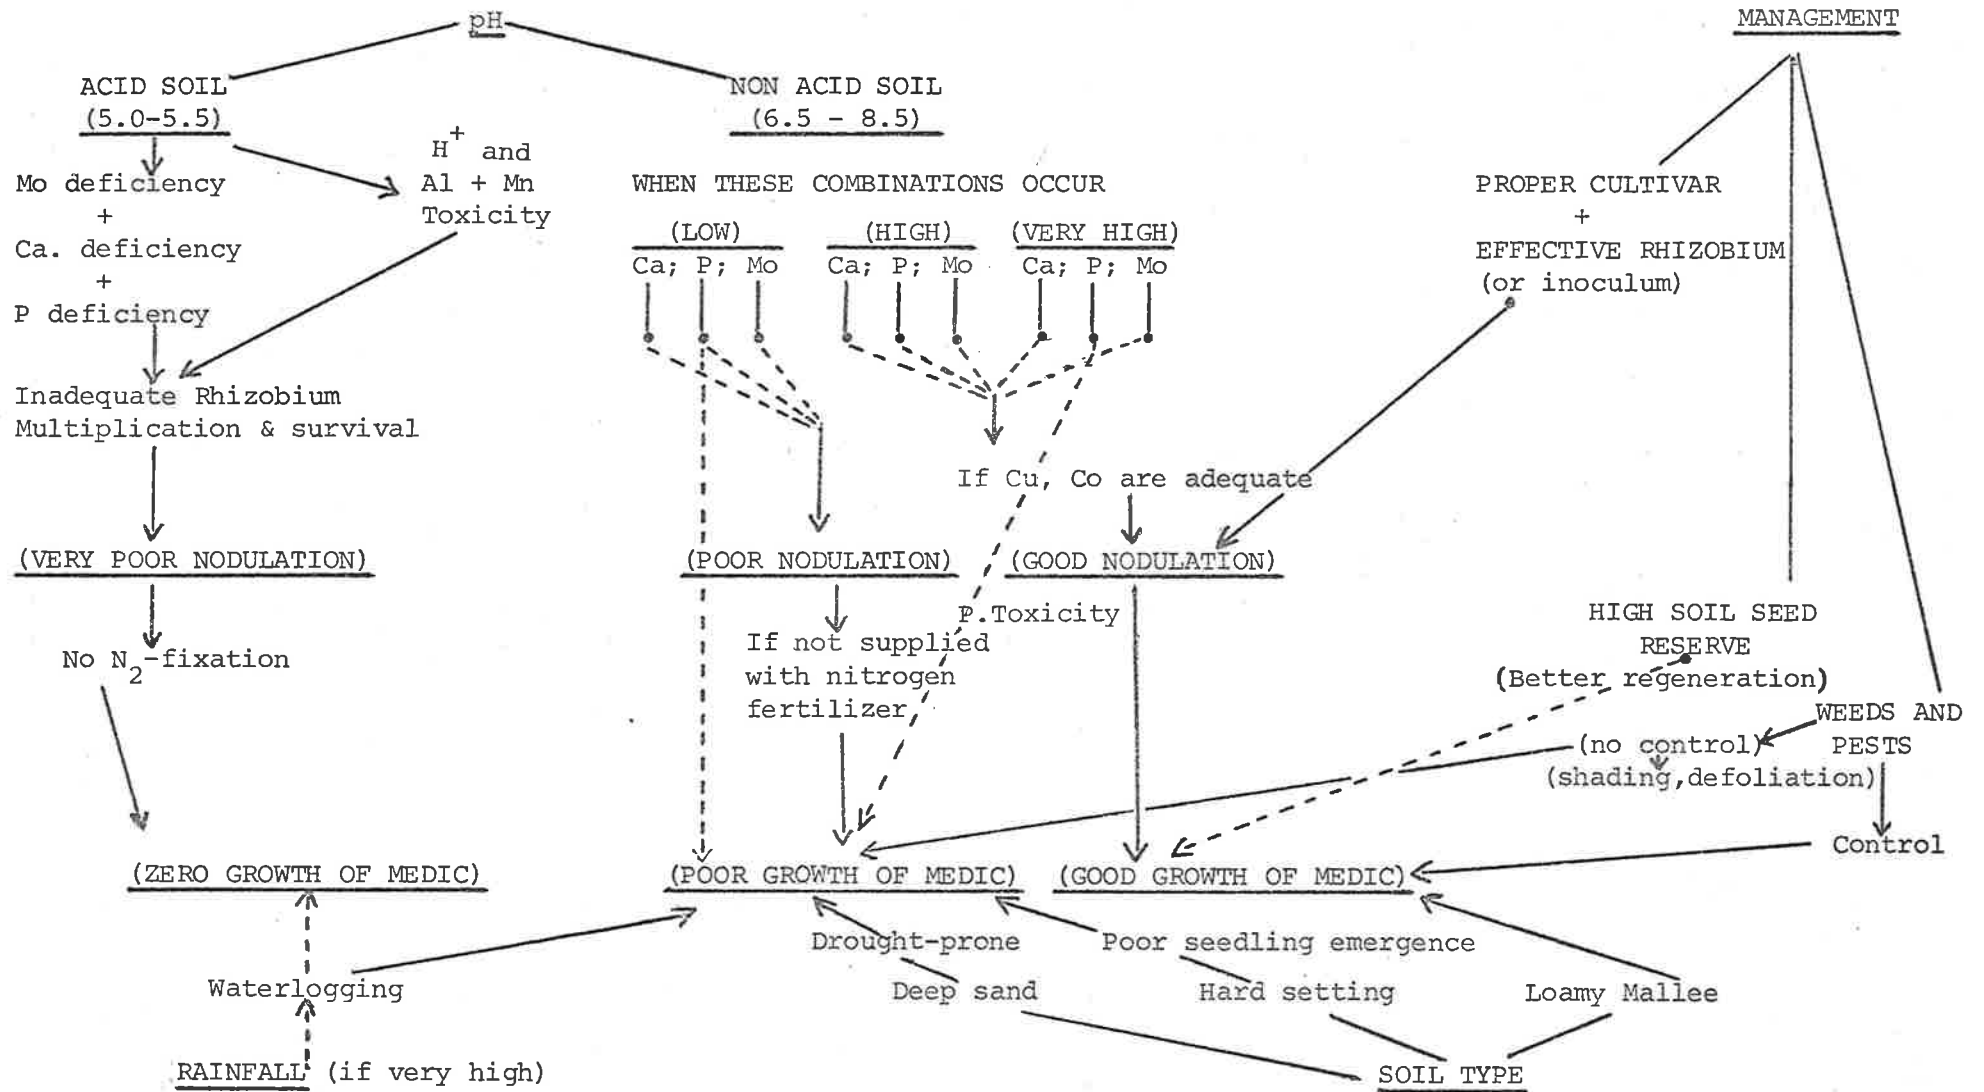 pH
MANAGEMENT
ACID SOIL
(5.0-5.5)
NON ACID SOIL
(6.5 - 8.5)
H+ and
Al + Mn
Toxicity
Mo deficiency
+
Ca. deficiency
+
P deficiency
Inadequate Rhizobium
Multiplication & survival
(VERY POOR NODULATION)
No N2-fixation
(ZERO GROWTH OF MEDIC)
Waterlogging
RAINFALL (if very high)
WHEN THESE COMBINATIONS OCCUR
(LOW)
Ca; P; Mo
(HIGH)
Ca; P; Mo
(VERY HIGH)
Ca; P; Mo
If Cu, Co are adequate
(POOR NODULATION)
(GOOD NODULATION)
P.Toxicity
If not supplied
with nitrogen
fertilizer
(POOR GROWTH OF MEDIC)
(GOOD GROWTH OF MEDIC)
PROPER CULTIVAR
+
EFFECTIVE RHIZOBIUM
(or inoculum)
HIGH SOIL SEED
RESERVE
(Better regeneration)
WEEDS AND
PESTS
(no control)
(shading,defoliation)
Control
Drought-prone
Poor seedling emergence
Deep sand
Hard setting
Loamy Mallee
SOIL TYPE